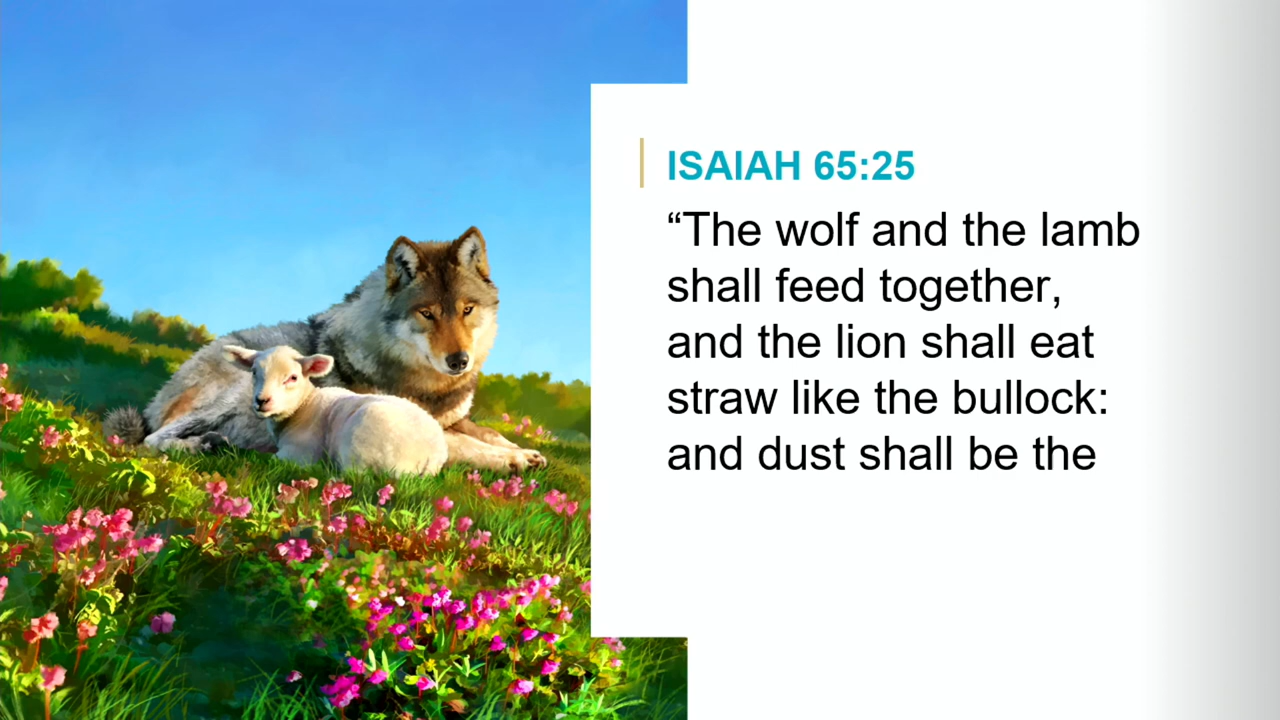 ISAIAH 65:25
“The wolf and the lamb
shall feed together,
and the lion shall eat
straw like the bullock:
and dust shall be the